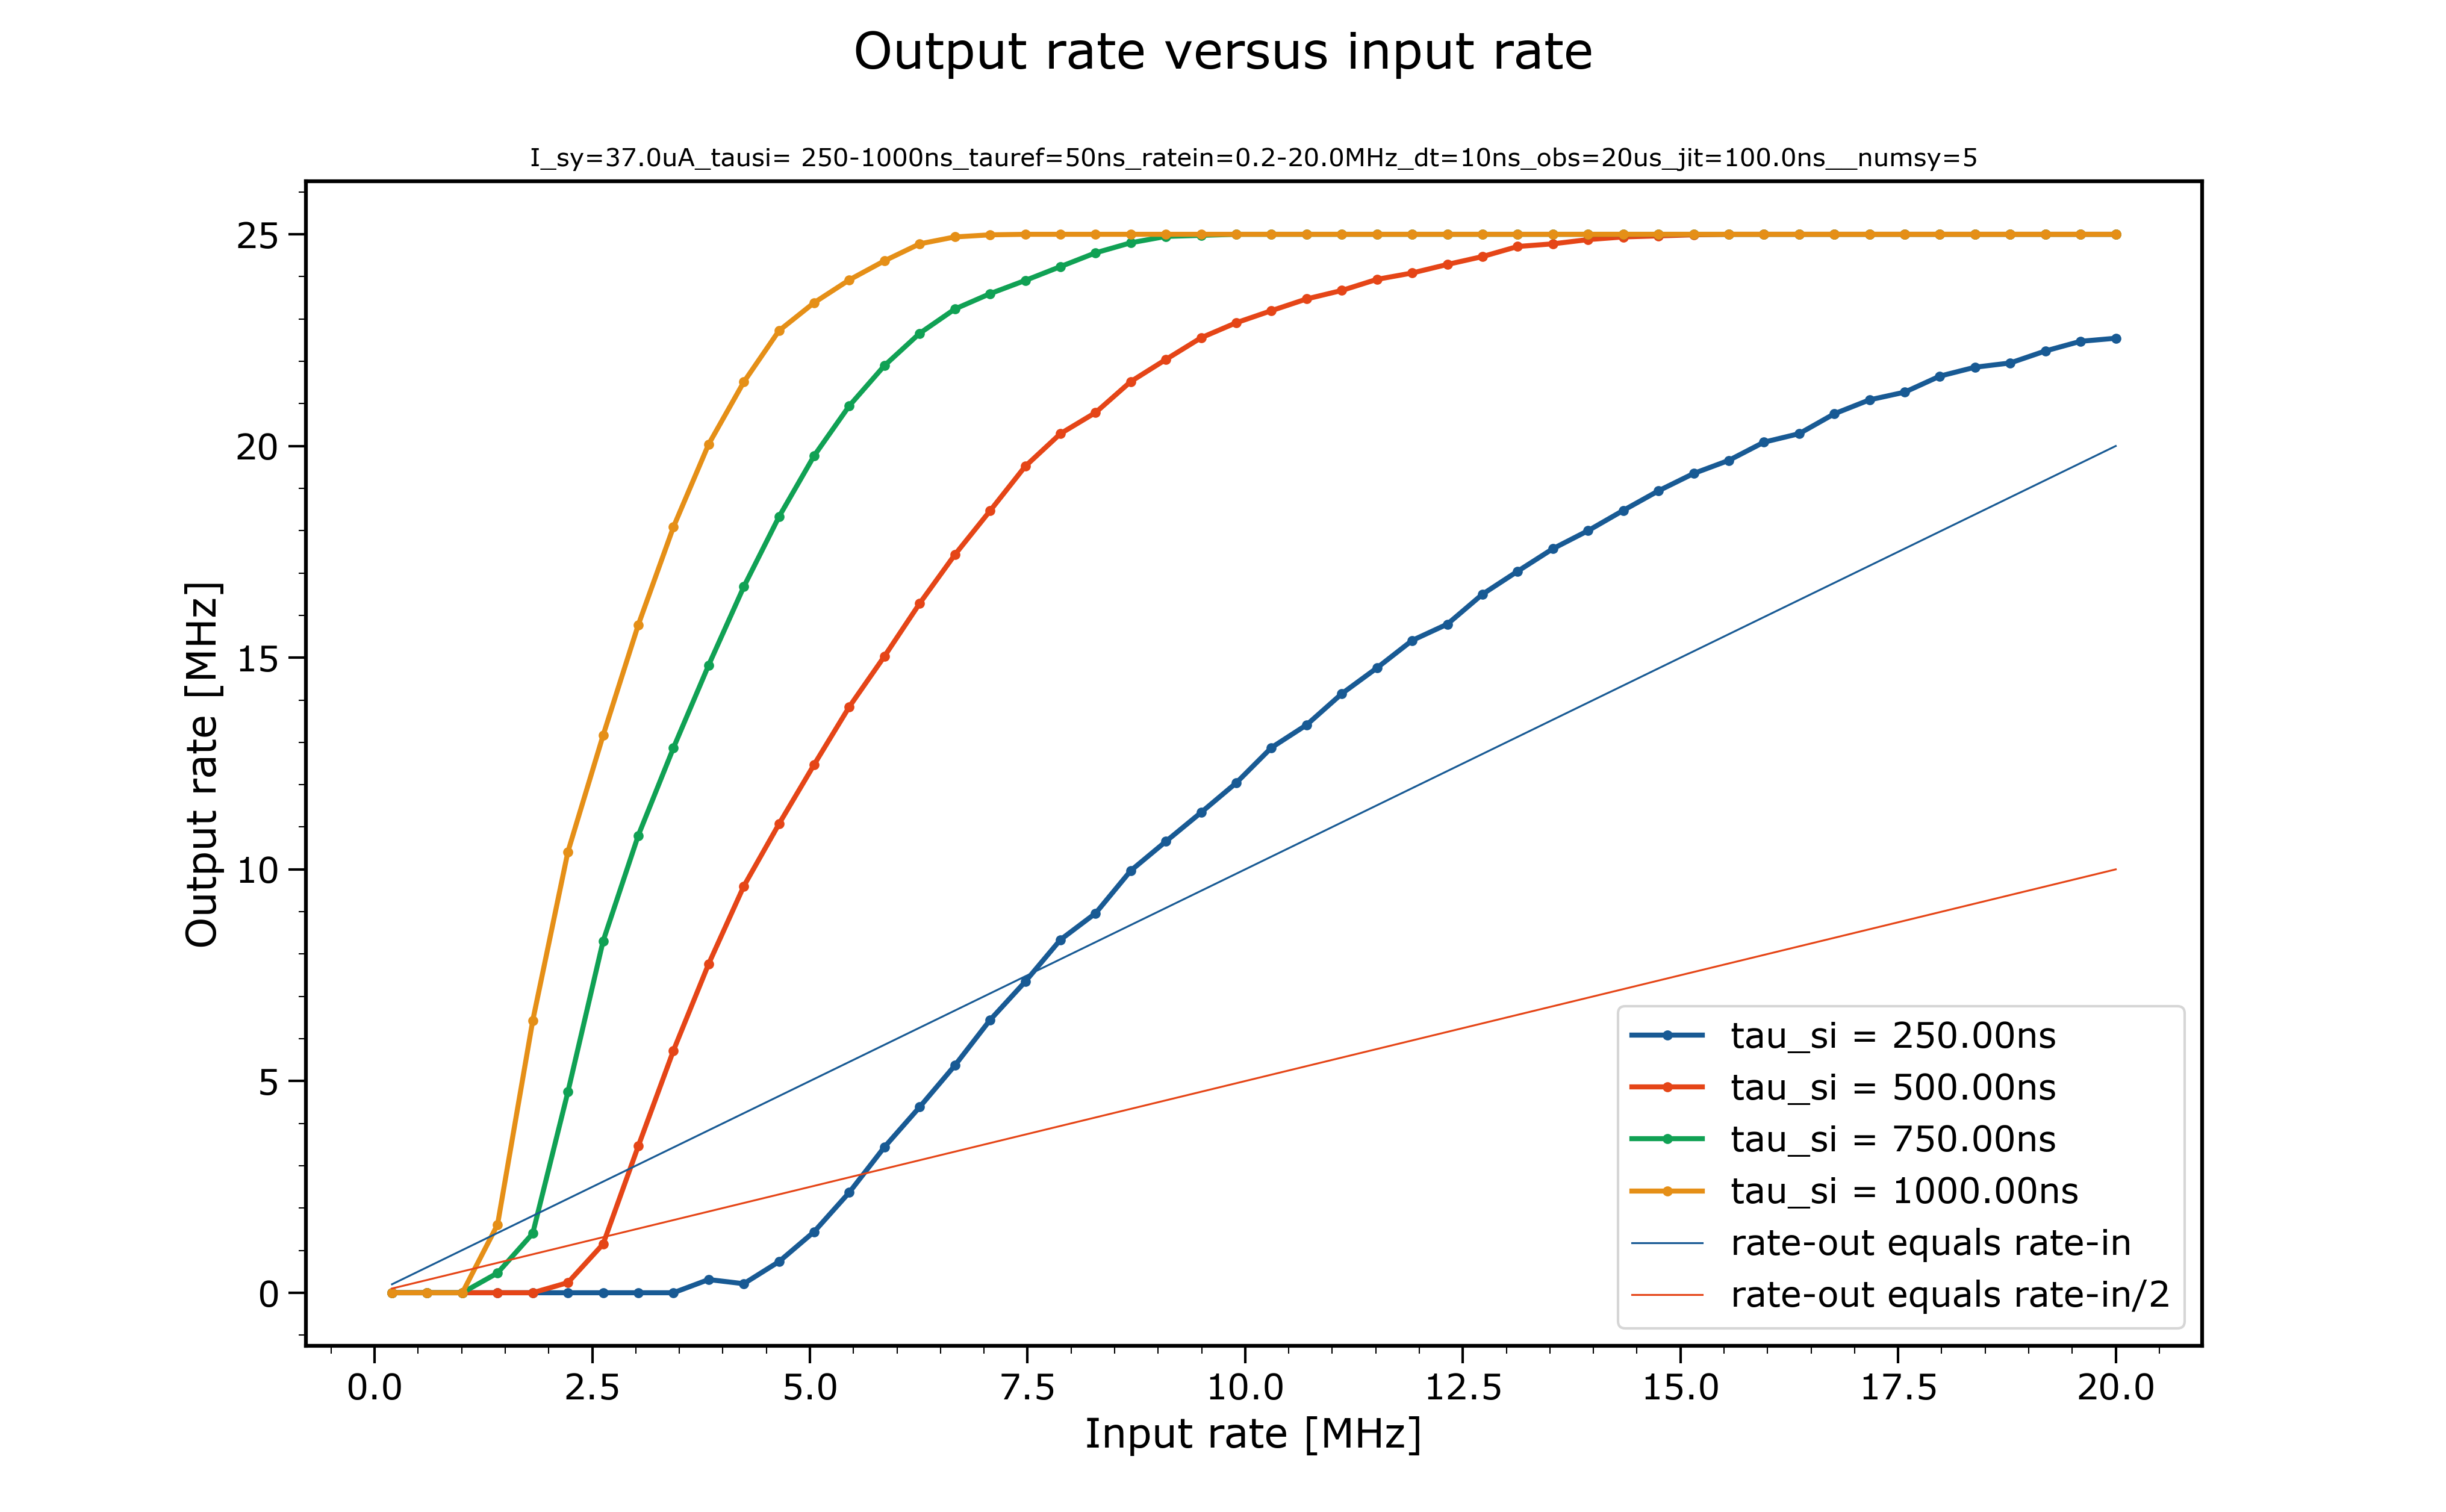 Output rate versus input rate
I_sy=37.0uA_tausi= 250-1000ns_tauref=50ns_ratein=0.2-20.0MHz_dt=10ns_obs=20us_jit=100.0ns__numsy=5
25
20
15
10
5
0
Output rate [MHz]
tau_si = 250.00ns
tau_si = 500.00ns
tau_si = 750.00ns
tau_si = 1000.00ns
rate-out equals rate-in
rate-out equals rate-in/2
0.0 2.5 5.0 7.5 10.0 12.5 15.0 17.5 20.0
Input rate [MHz]